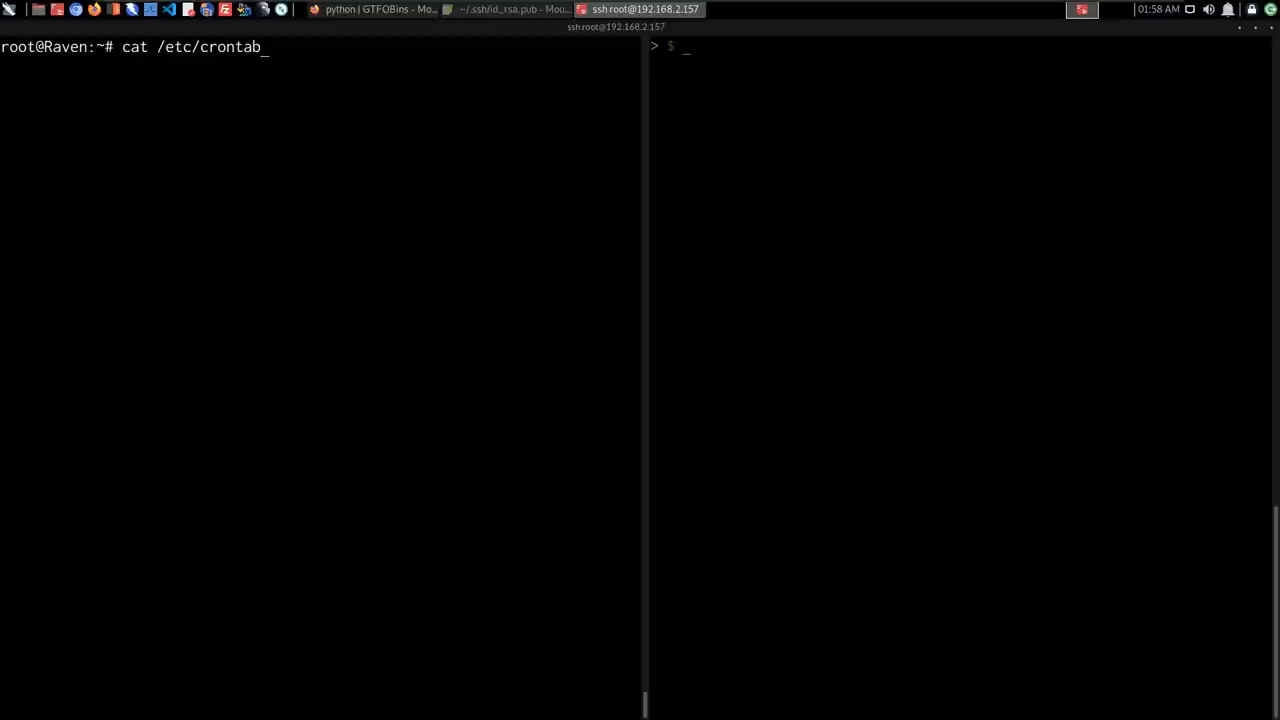 python | GTFOBins - Mo...
~/.ssh/id_rsa.pub - Mou...
ssh root@192.168.2.157
01:58 AM
ssh root@192.168.2.157
root@Raven:~# cat /etc/crontab_
> $ _